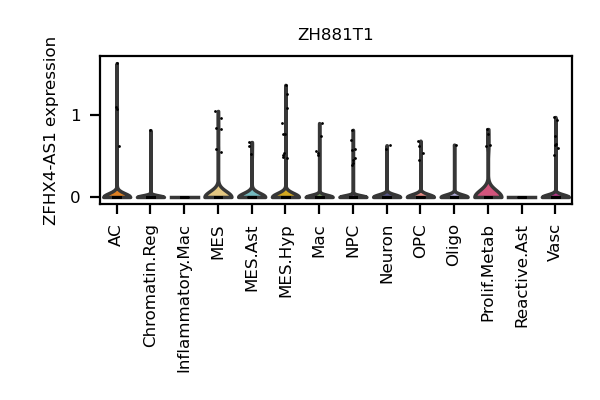 ZH881T1
ZFHX4-AS1 expression
1
0
AC
Chromatin.Reg
Inflammatory.Mac
MES
MES.Ast
MES.Hyp
Mac
NPC
Neuron
OPC
Oligo
Prolif.Metab
Reactive.Ast
Vasc